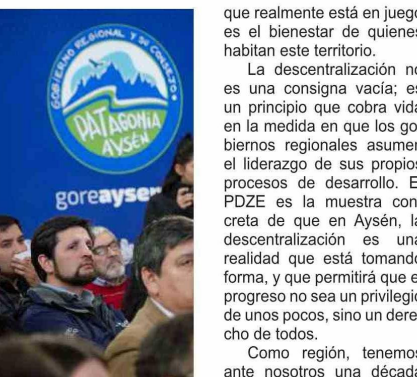 GOBIERNO REGIONAL Y SU CONSEJO
PATAGONIA
AYSÉN
goreaysen
que realmente está en juego
es el bienestar de quienes
habitan este territorio.
La descentralización no
es una consigna vacía; es
un principio que cobra vida
en la medida en que los go-
biernos regionales asumen
el liderazgo de sus propios
procesos de desarrollo. E
PDZE es la muestra con-
creta de que en Aysén, la
descentralización es una
realidad que está tomando
forma, y que permitirá que e
progreso no sea un privilegio
de unos pocos, sino un dere-
cho de todos.
Como región, tenemos
ante nosotros una década